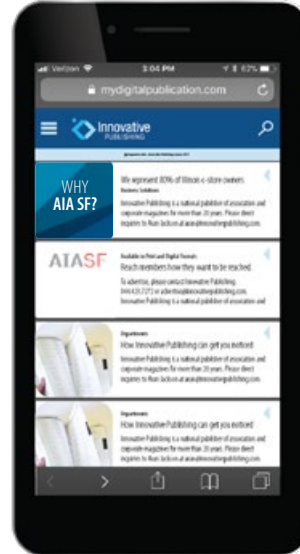 Verizon 3:04 PM 62%
mydigitalpublication.com
Innovative
PUBLISHING
WHY
AIA SF?
We represent 80% of Illinois c-store owners
Business Solutions
Innovative Publishing is a national publisher of association and
corporate magazines for more than 20 years. Please direct
AIASF
Available in Print and Digital Formats
Reach members how they want to be reached
To advertise, please contact Innovative Publishing
Innovative Publishing is a national publisher of association and
Departments
How Innovative Publishing can get you noticed
Innovative Publishing is a national publisher of association and
corporate magazines for more than 20 years. Please direct
Departments
How Innovative Publishing can get you noticed
Innovative Publishing is a national publisher of association and
corporate magazines for more than 20 years. Please direct